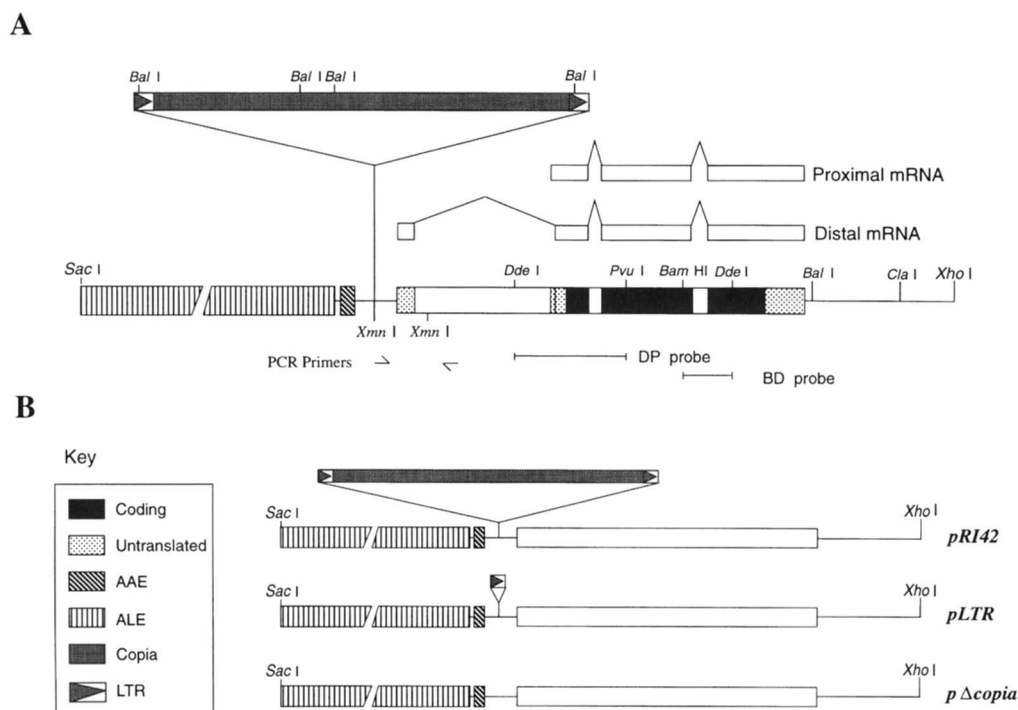 A
Bal I
Bal I Bal I
Bal I
Proximal mRNA
Distal mRNA
Sac I
Dde I
Pvu I
Bam HI
Dde I
Bal I
Cla I
Xho I
Xmn I
Xmn I
PCR Primers
DP probe
BD probe
B
Key
Coding
Untranslated
AAE
ALE
Copia
LTR
Sac I
Xho I
pRI42
Sac I
Xho I
pLTR
Sac I
Xho I
p Δcopia